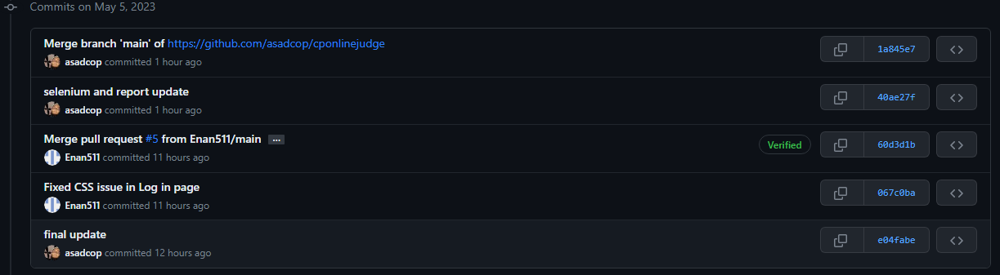 Commits on May 5, 2023
Merge branch 'main' of https://github.com/asadcop/cponlinejudge
asadcop committed 1 hour ago
1a845e7
selenium and report update
asadcop committed 1 hour ago
40ae27f
Merge pull request #5 from Enan511/main ...
Enan511 committed 11 hours ago
Verified
60d3d1b
Fixed CSS issue in Log in page
Enan511 committed 11 hours ago
067c0ba
final update
asadcop committed 12 hours ago
e04fabe